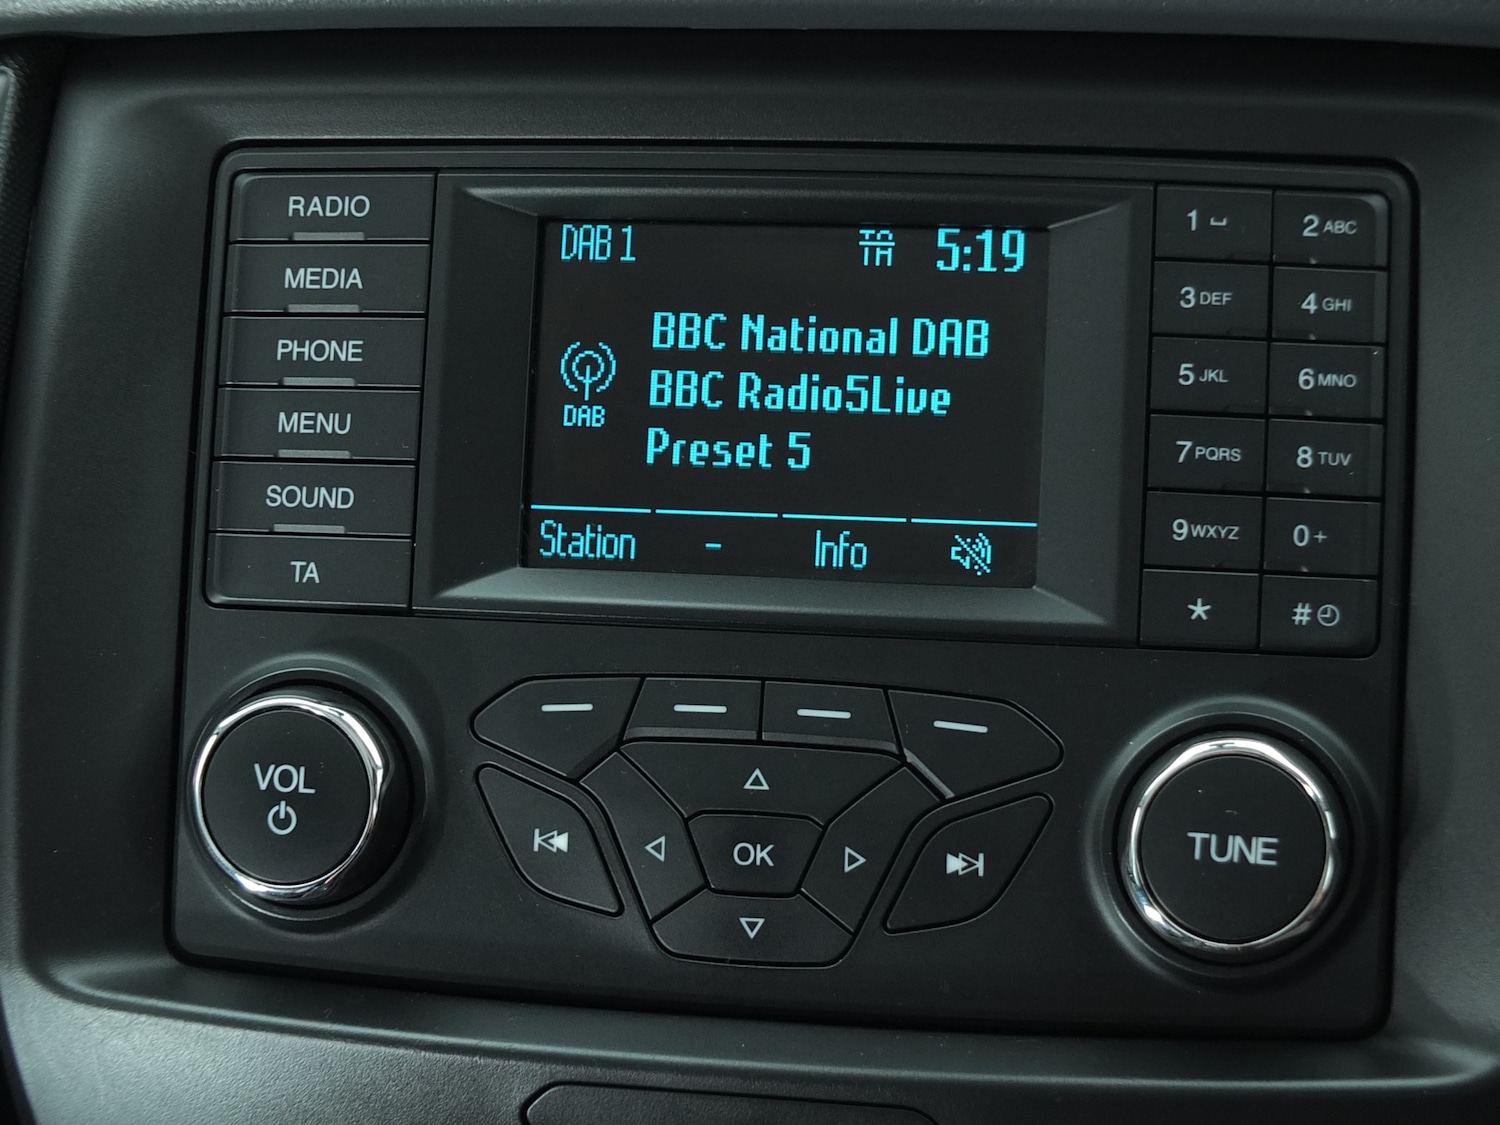 RADIO
MEDIA
PHONE
MENU
SOUND
TA
DAB 1 TA 5:19
BBC National DAB
BBC Radio5Live
DAB
Preset 5
Station - Info
1 2 ABC
3 DEF 4 GHI
5 JKL 6 MNO
7 PQRS 8 TUV
9 WXYZ 0 +
* #
VOL
OK
TUNE